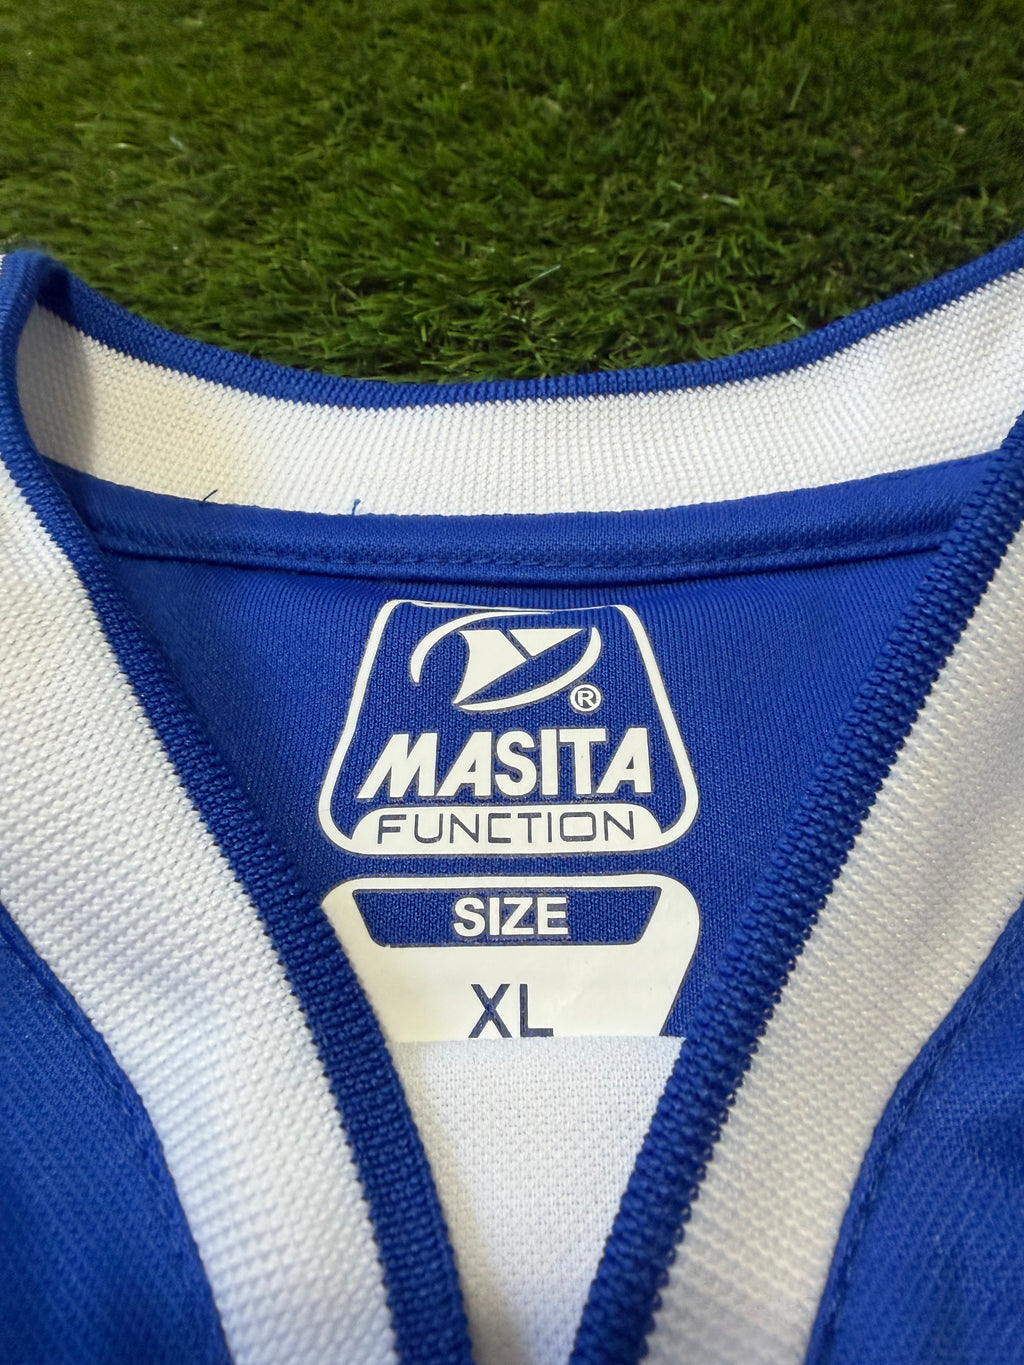 ®
MASITA
FUNCTION
SIZE
XL